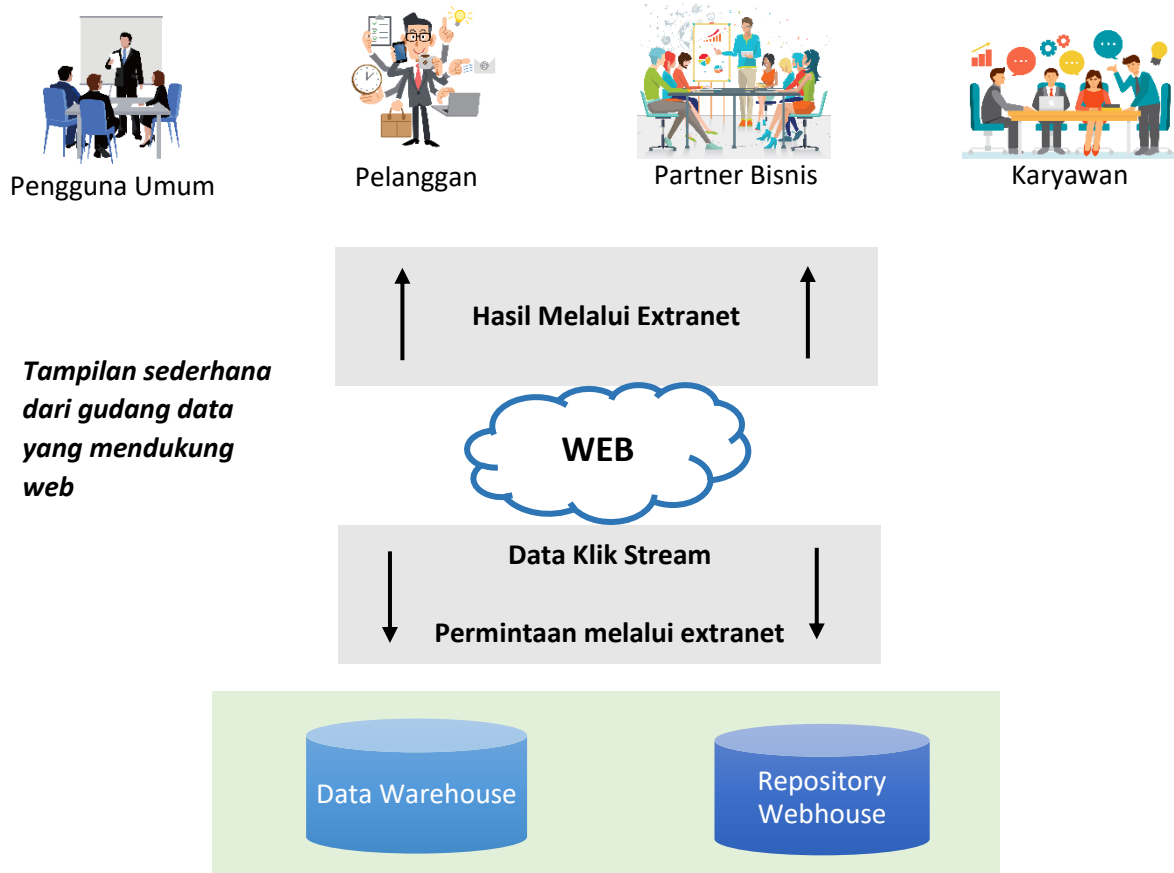 Pengguna Umum
Pelanggan
Partner Bisnis
Karyawan
Hasil Melalui Extranet
Tampilan sederhana
dari gudang data
yang mendukung
web
WEB
Data Klik Stream
Permintaan melalui extranet
Data Warehouse
Repository
Webhouse